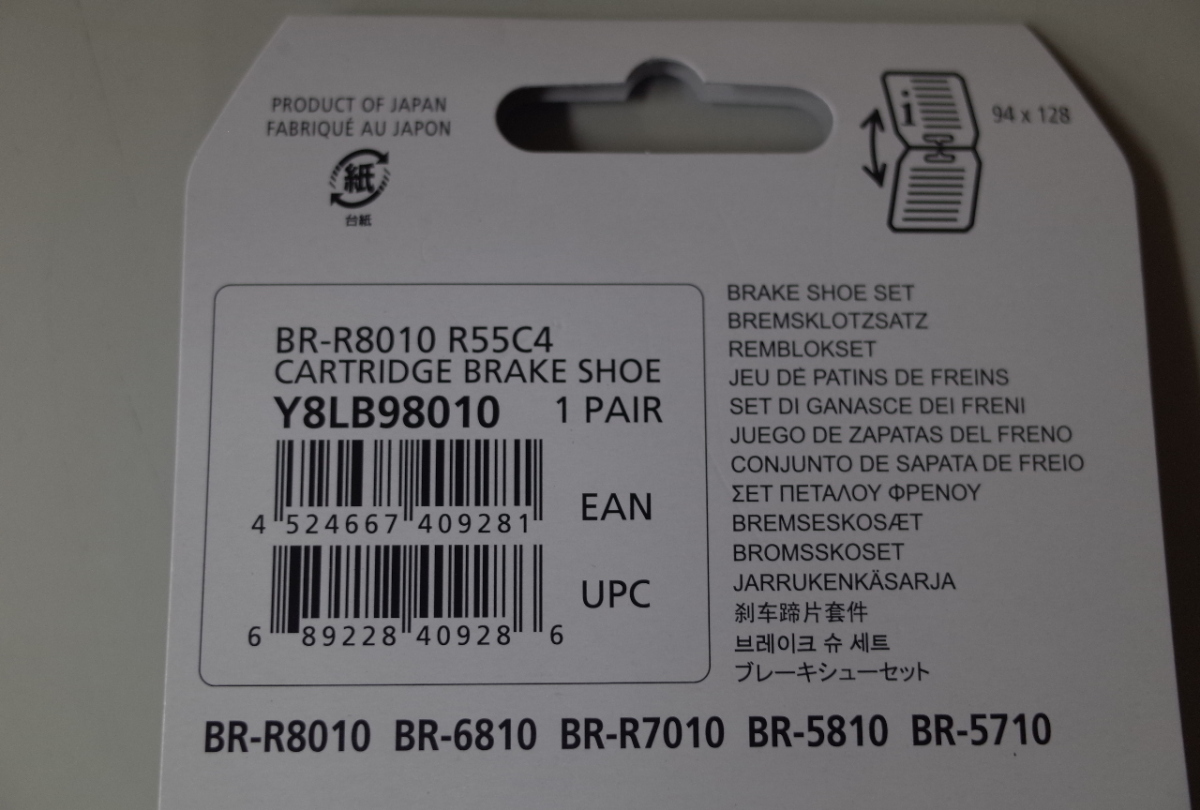 PRODUCT OF JAPAN
FABRIQUÉ AU JAPON
紙
台紙
i
94 x 128
BR-R8010 R55C4
CARTRIDGE BRAKE SHOE
Y8LB98010 1 PAIR
4 524667 409281
EAN
6 89228 40928 6
UPC
BRAKE SHOE SET
BREMSKLOTZSATZ
REMBLOKSET
JEU DE PATINS DE FREINS
SET DI GANASCE DEI FRENI
JUEGO DE ZAPATAS DEL FRENO
CONJUNTO DE SAPATA DE FREIO
ΣΕΤ ΠΕΤΑΛΟΥ ΦΡΕΝΟΥ
BREMSESKOSÆT
BROMSSKOSET
JARRUKENKÄSARJA
刹车蹄片套件
브레이크 슈 세트
ブレーキシューセット
BR-R8010 BR-6810 BR-R7010 BR-5810 BR-5710